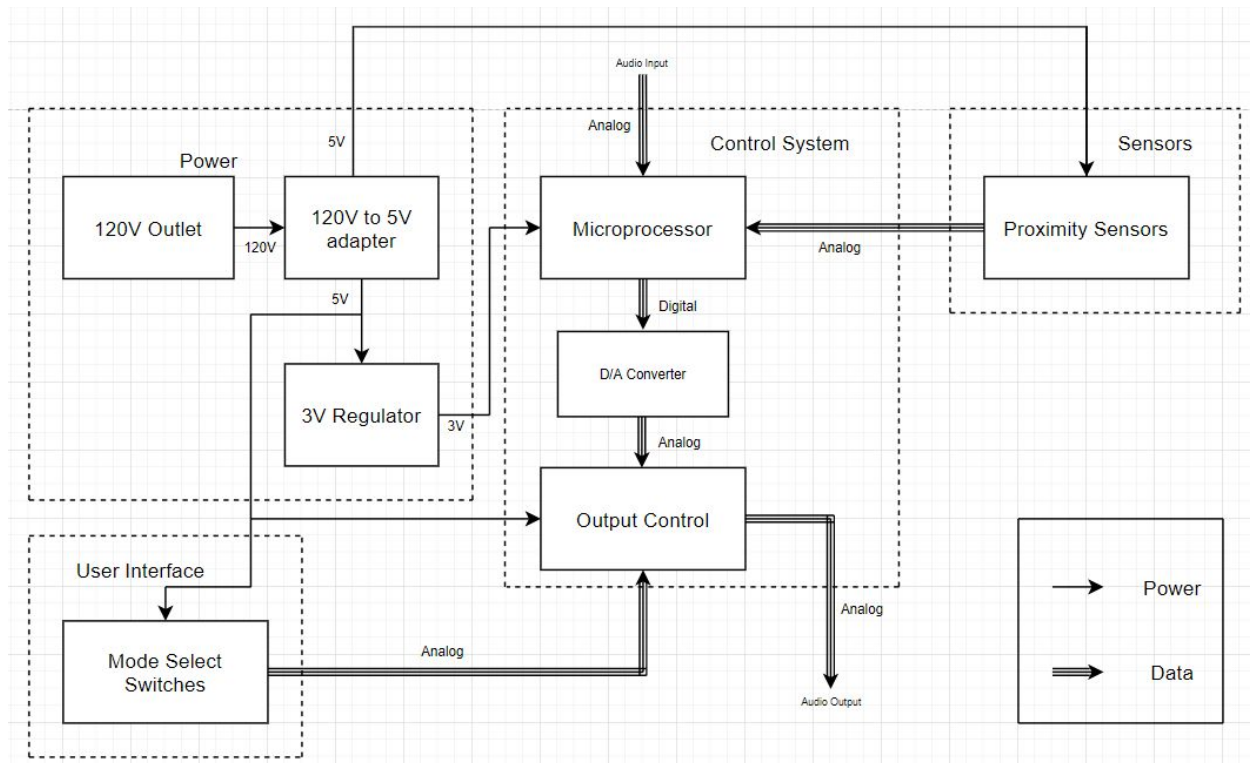 Audio Input
Analog
Control System
Sensors
5V
Power
120V Outlet
120V
120V to 5V
adapter
Microprocessor
Analog
Proximity Sensors
5V
Digital
D/A Converter
3V Regulator
3V
Analog
Output Control
User Interface
Mode Select
Switches
Analog
Analog
Audio Output
Power
Data